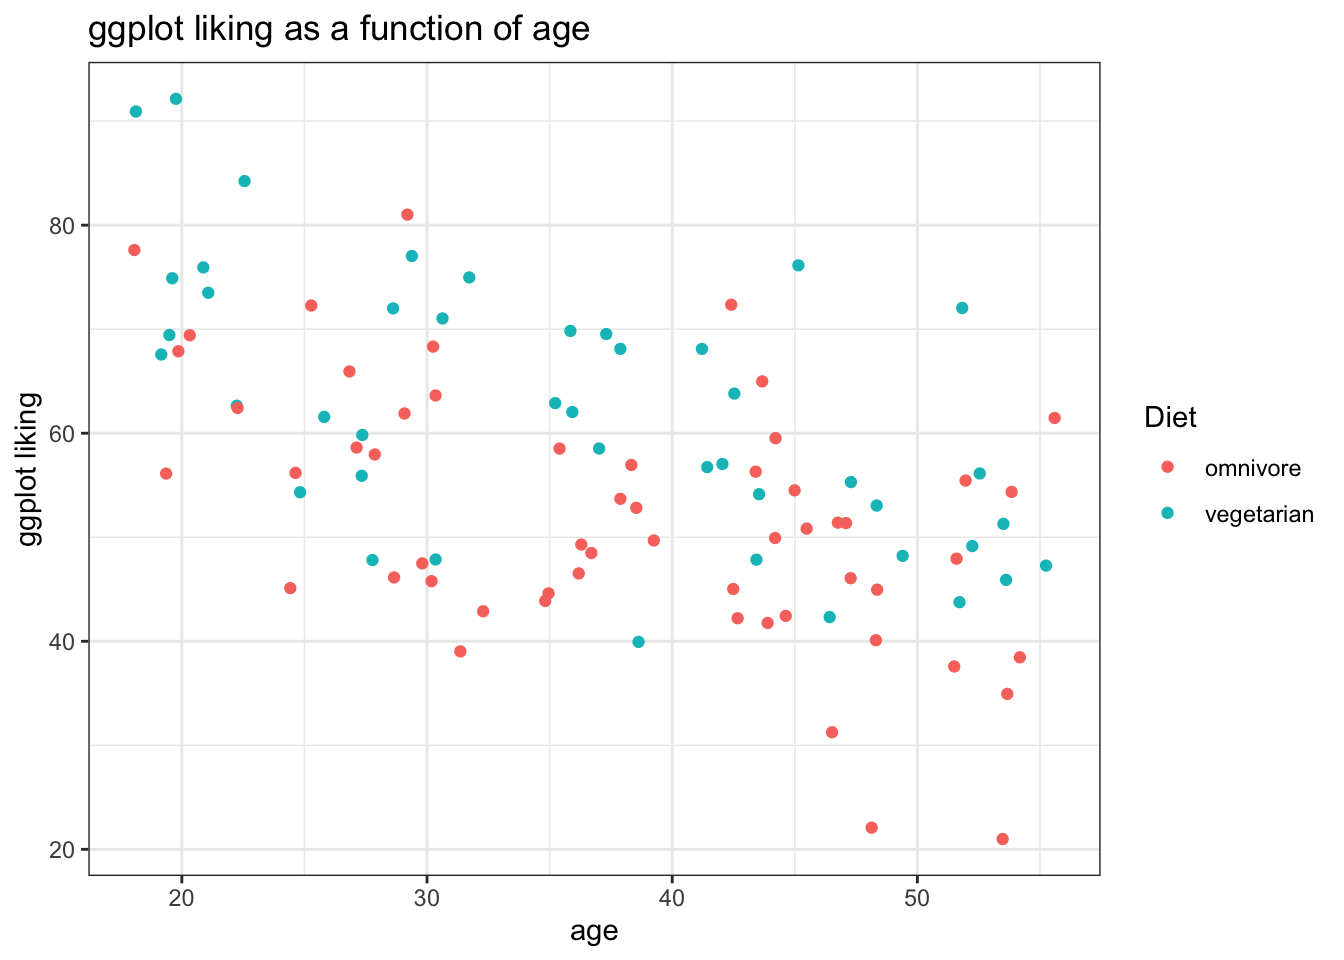 ggplot liking as a function of age
80
60
40
20
ggplot liking
20 30 40 50
age
Diet
omnivore
vegetarian